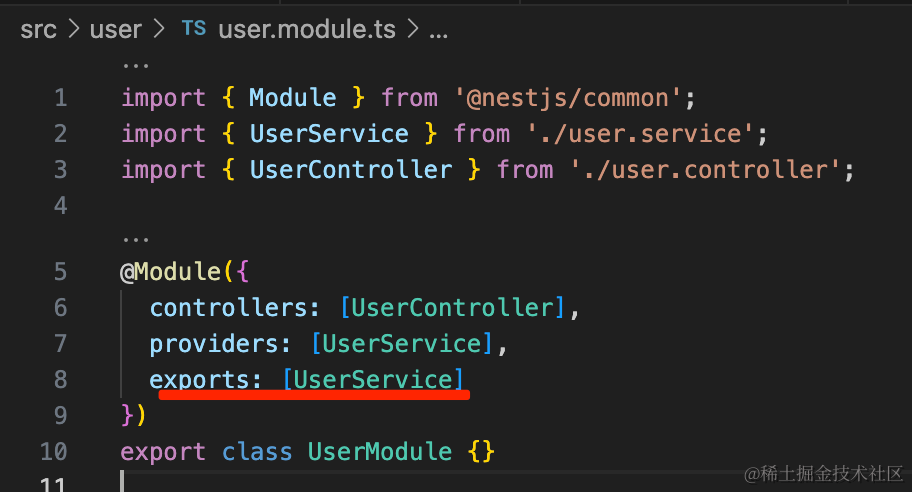 src > user > TS user.module.ts > ...
...
1 import { Module } from '@nestjs/common';
2 import { UserService } from './user.service';
3 import { UserController } from './user.controller';
4
...
5 @Module({
6   controllers: [UserController],
7   providers: [UserService],
8   exports: [UserService]
9 })
10 export class UserModule {}
11
@稀土掘金技术社区